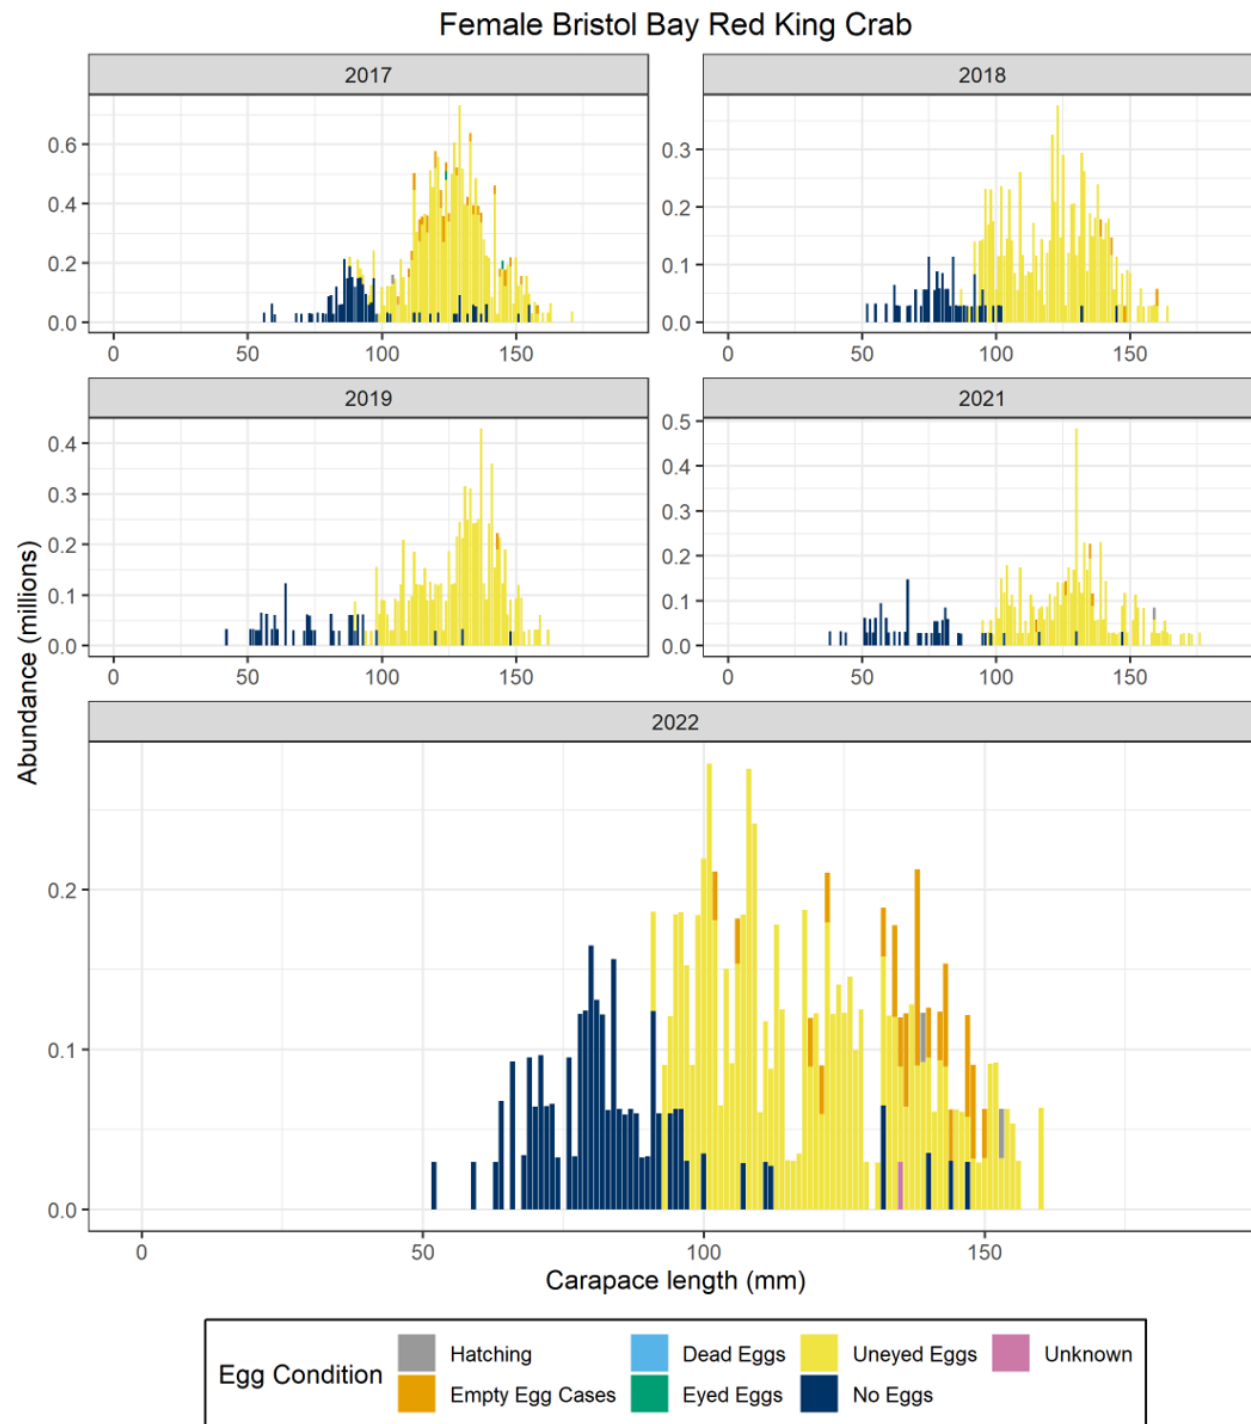 Female Bristol Bay Red King Crab
2017
2018
0.6
0.4
0.2
0.0
0 50 100 150
0.3
0.2
0.1
0.0
0 50 100 150
2019
2021
0.4
0.3
0.2
0.1
0.0
0 50 100 150
0.5
0.4
0.3
0.2
0.1
0.0
0 50 100 150
Abundance (millions)
2022
0.2
0.1
0.0
0 50 100 150
Carapace length (mm)
Egg Condition
Hatching Dead Eggs Uneyed Eggs Unknown
Empty Egg Cases Eyed Eggs No Eggs